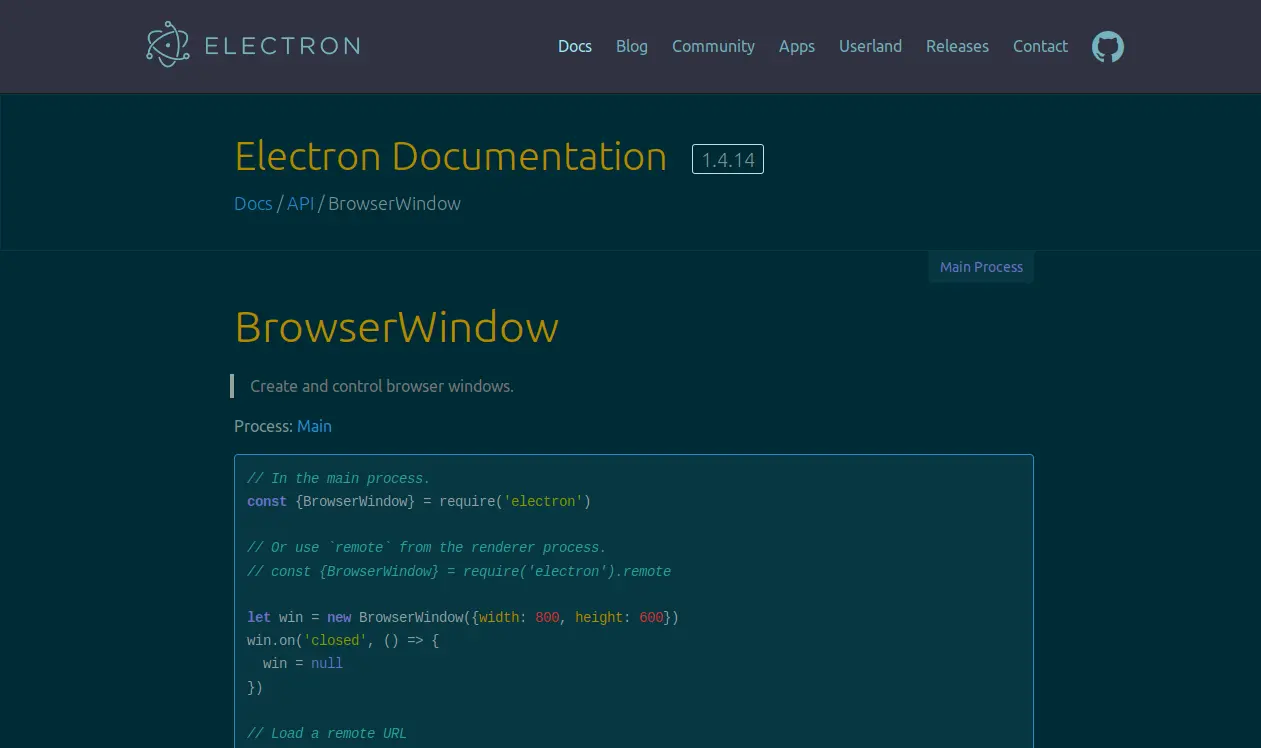 ELECTRON
Docs Blog Community Apps Userland Releases Contact
Electron Documentation 1.4.14
Docs / API / BrowserWindow
Main Process
BrowserWindow
Create and control browser windows.
Process: Main
// In the main process.
const {BrowserWindow} = require('electron')
// Or use `remote` from the renderer process.
// const {BrowserWindow} = require('electron').remote
let win = new BrowserWindow({width: 800, height: 600})
win.on('closed', () => {
  win = null
})
// Load a remote URL